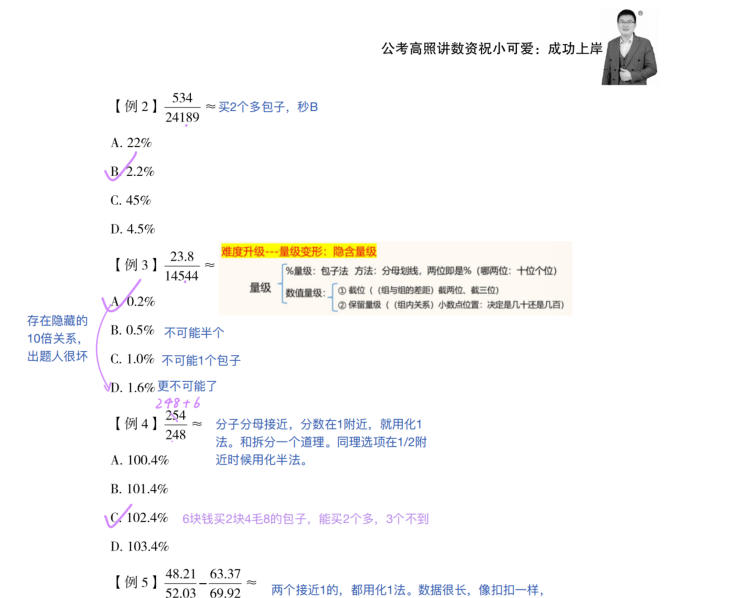 公考高照讲数资祝小可爱：成功上岸
【例2】534/24189≈买2个多包子，秒B
A. 22%
B. 2.2%
C. 45%
D. 4.5%
难度升级---量级变形：隐含量级
【例3】23.8/14544≈
量级
%量级：包子法 方法：分母划线，两位即是%（哪两位：十位个位）
数值量级：
① 截位（（组与组的差距）截两位、截三位）
② 保留量级（（组内关系）小数点位置：决定是几十还是几百）
A. 0.2%
存在隐藏的
10倍关系，
出题人很坏
B. 0.5% 不可能半个
C. 1.0% 不可能1个包子
D. 1.6%更不可能了
248+6
【例4】254/248≈
分子分母接近，分数在1附近，就用化1
法。和拆分一个道理。同理选项在1/2附
近时候用化半法。
A. 100.4%
B. 101.4%
C. 102.4% 6块钱买2块4毛8的包子，能买2个多，3个不到
D. 103.4%
【例5】48.21/52.03−63.37/69.92≈
两个接近1的，都用化1法。数据很长，像扣扣一样，